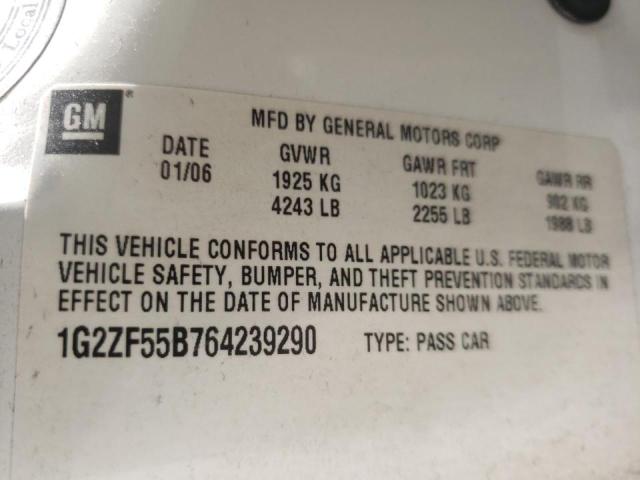 Local
GM®
MFD BY GENERAL MOTORS CORP
DATE GVWR GAWR FRT GAWR RR
01/06 1925 KG 1023 KG 902 KG
4243 LB 2255 LB 1988 LB
THIS VEHICLE CONFORMS TO ALL APPLICABLE U.S. FEDERAL MOTOR
VEHICLE SAFETY, BUMPER, AND THEFT PREVENTION STANDARDS IN
EFFECT ON THE DATE OF MANUFACTURE SHOWN ABOVE.
1G2ZF55B764239290 TYPE: PASS CAR